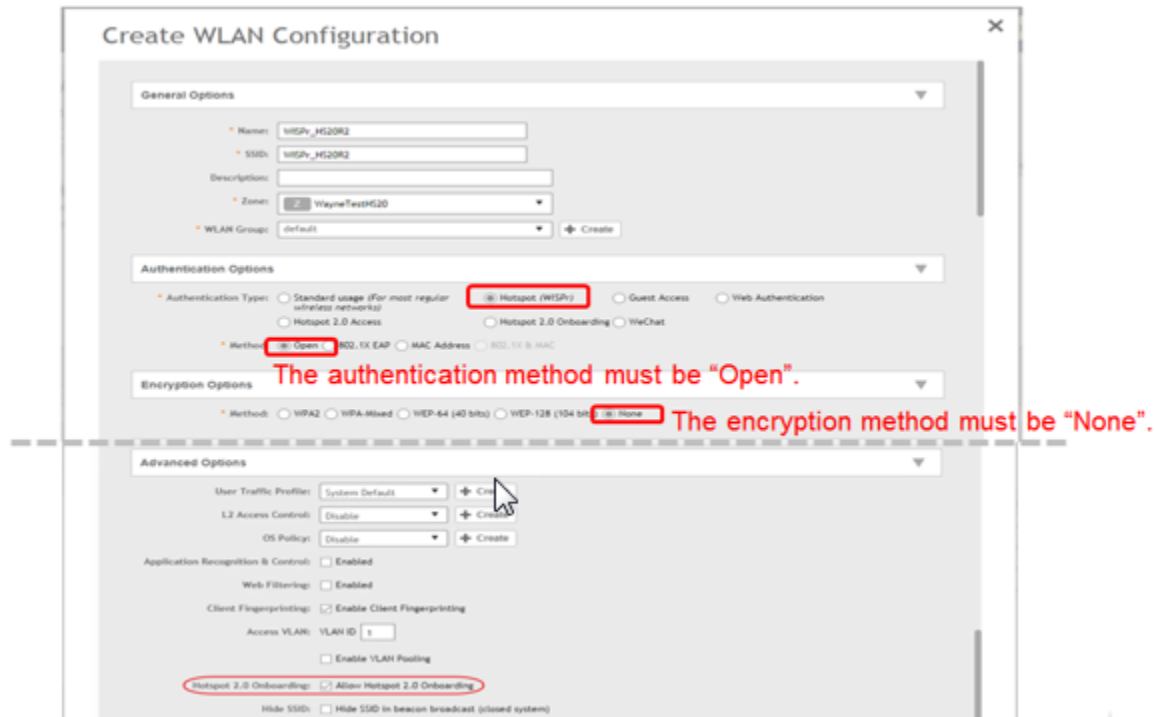 Create WLAN Configuration ×
General Options
* Name: WISPr_HS20R2
* SSID: WISPr_HS20R2
Description:
* Zone: Z WayneTestHS20
* WLAN Group: default + Create
Authentication Options
* Authentication Type: Standard usage (For most regular wireless networks) Hotspot (WISPr) Guest Access Web Authentication
Hotspot 2.0 Access Hotspot 2.0 Onboarding WeChat
* Method: Open 802.1X EAP MAC Address 802.1X & MAC
The authentication method must be “Open”.
Encryption Options
* Method: WPA2 WPA-Mixed WEP-64 (40 bits) WEP-128 (104 bits) None
The encryption method must be “None”.
Advanced Options
User Traffic Profile: System Default + Create
L2 Access Control: Disable + Create
OS Policy: Disable + Create
Application Recognition & Control: Enabled
Web Filtering: Enabled
Client Fingerprinting: Enable Client Fingerprinting
Access VLAN: VLAN ID 1
Enable VLAN Pooling
Hotspot 2.0 Onboarding: Allow Hotspot 2.0 Onboarding
Hide SSID: Hide SSID in beacon broadcast (closed system)